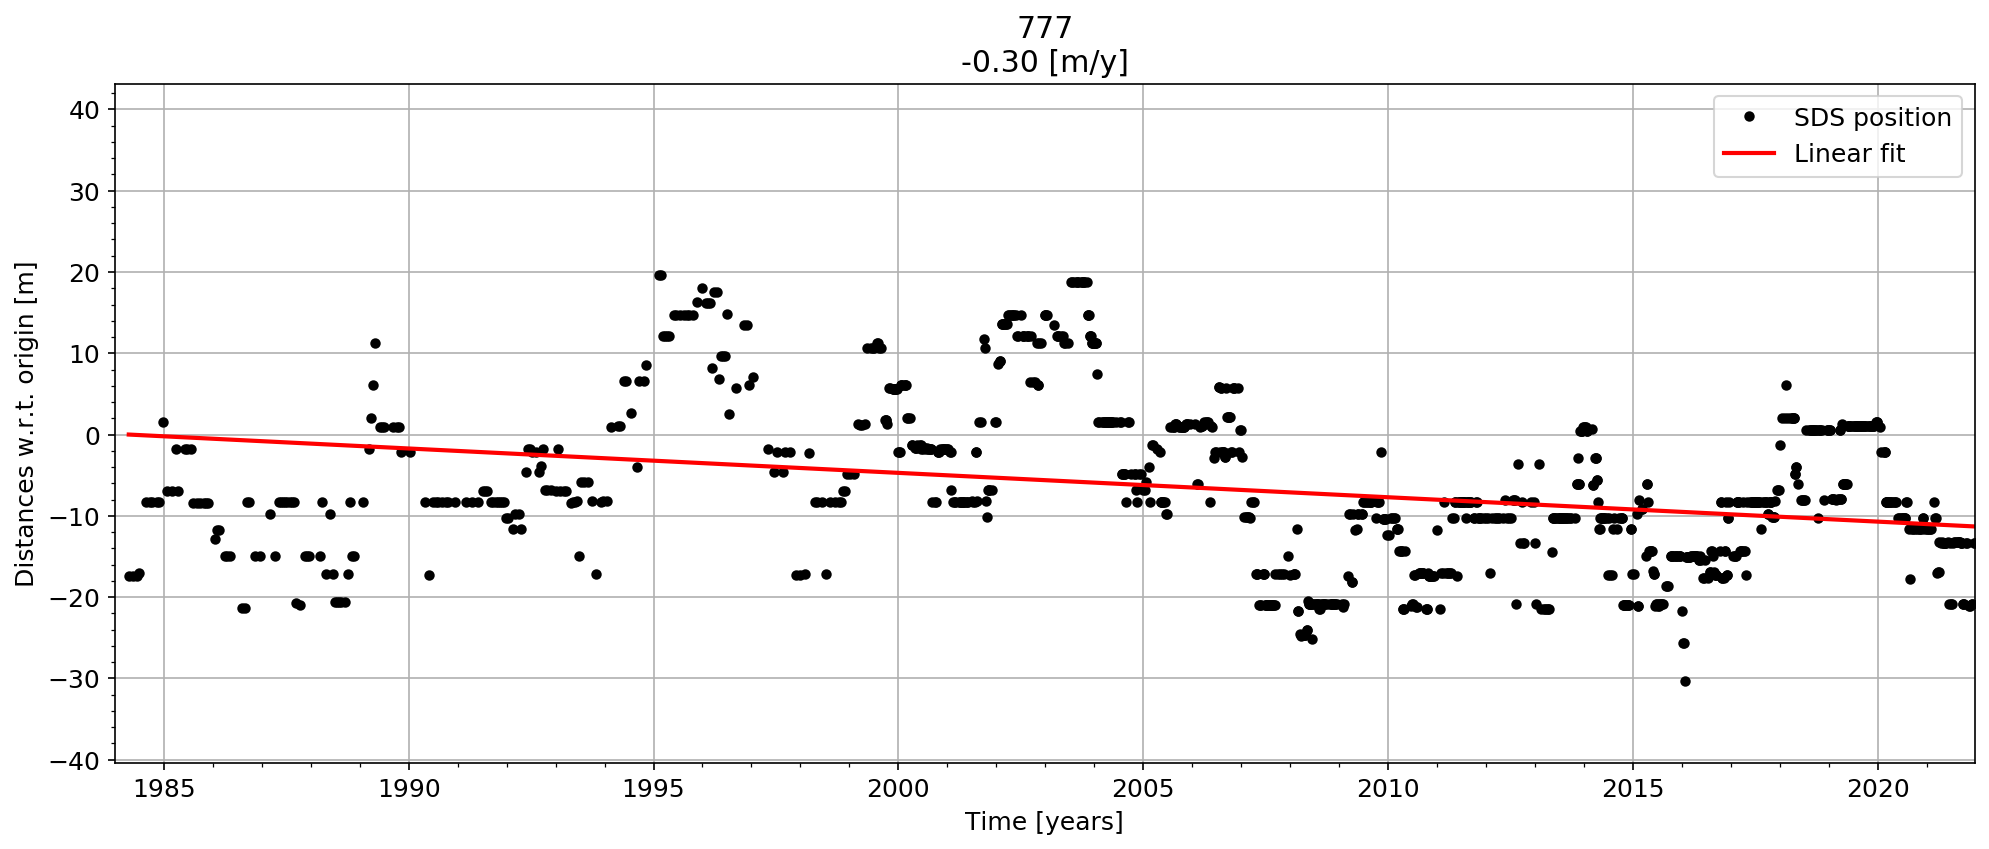 777
-0.30 [m/y]
SDS position
Linear fit
Distances w.r.t. origin [m]
40
30
20
10
0
−10
−20
−30
−40
1985 1990 1995 2000 2005 2010 2015 2020
Time [years]